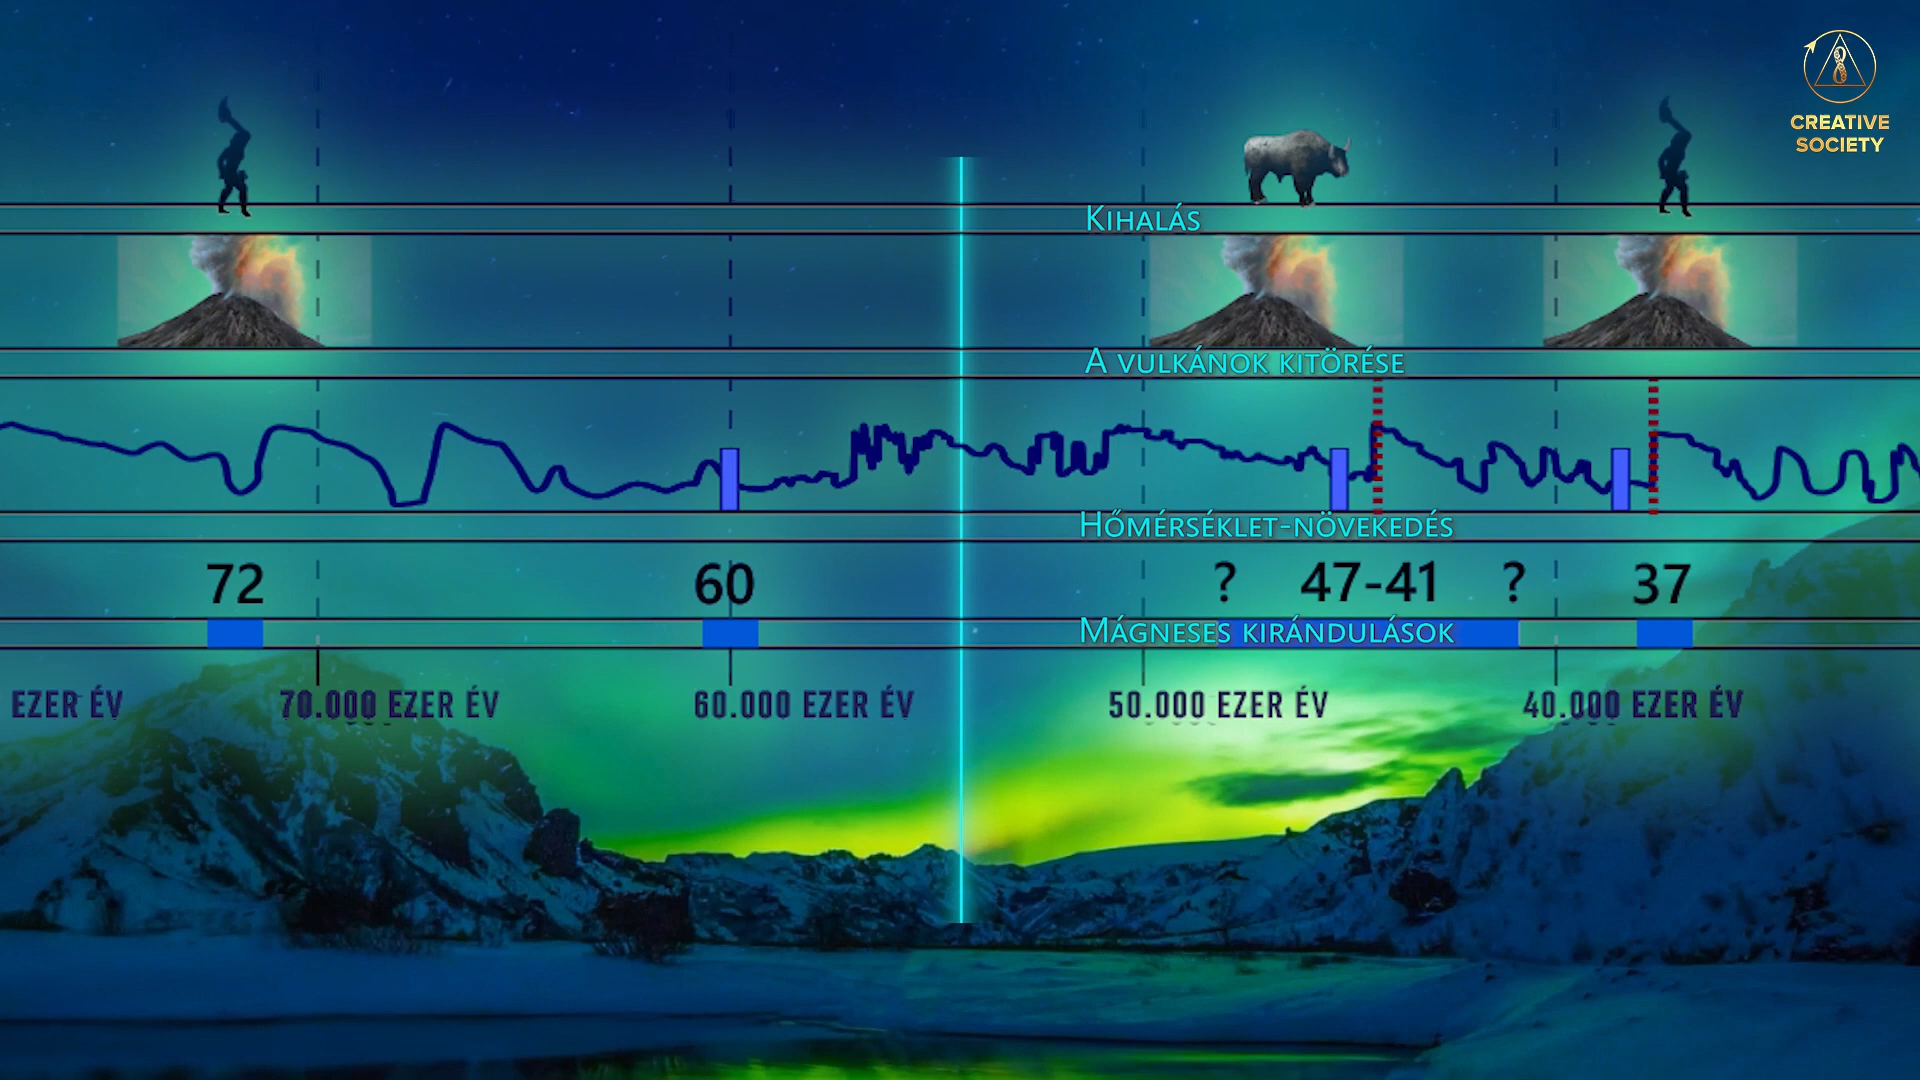 CREATIVE
SOCIETY
KIHALÁS
A VULKÁNOK KITÖRÉSE
HŐMÉRSÉKLET-NÖVEKEDÉS
72
60
?
47-41
?
37
MÁGNESES KIRÁNDULÁSOK
EZER ÉV
70.000 EZER ÉV
60.000 EZER ÉV
50.000 EZER ÉV
40.000 EZER ÉV